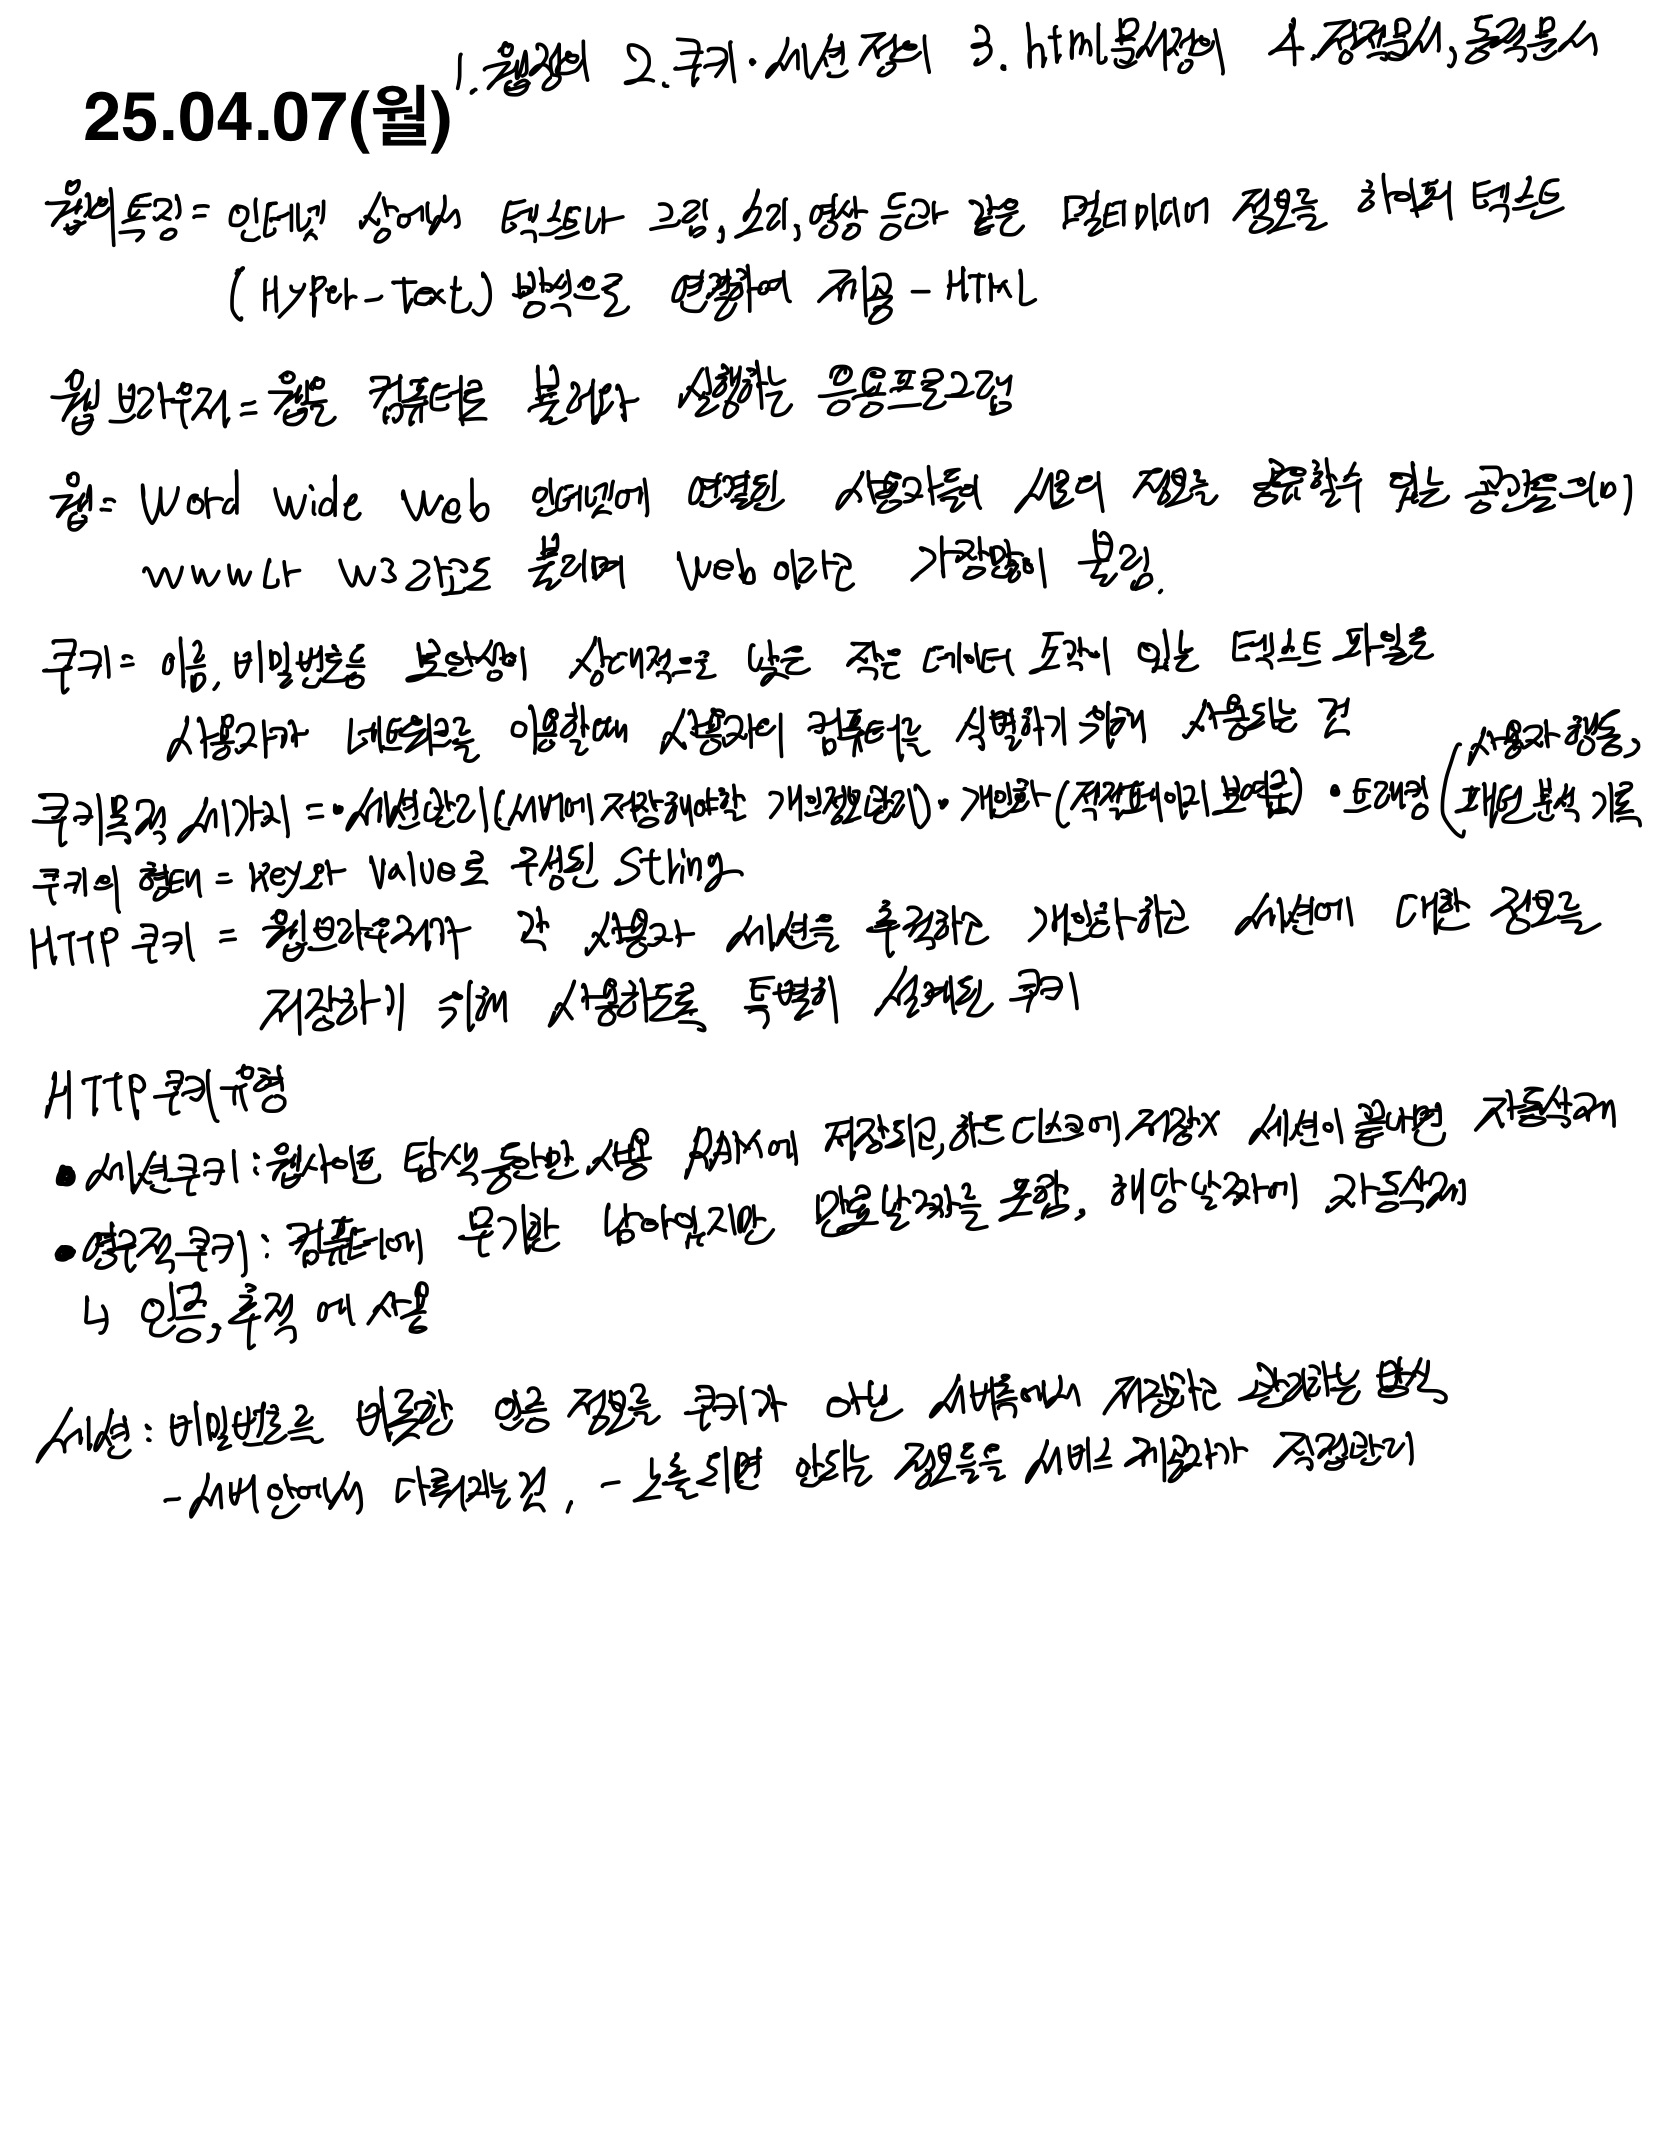 1. 웹정의 2. 쿠키·세션 정의 3. html문서정의 4. 정적문서, 동적문서
25.04.07(월)
웹의 특징 = 인터넷 상에서 텍스트나 그림, 소리, 영상 등과 같은 멀티미디어 정보를 하이퍼 텍스트
(Hyper-Text) 방식으로 연결하여 제공 - HTML
웹 브라우저 = 웹을 컴퓨터로 불러와 실행하는 응용프로그램
웹 = Word Wide Web 인터넷에 연결된 사용자들이 서로의 정보를 공유할수 있는 공간을 의미
www나 W3라고도 불리며 Web이라고 가장많이 불림.
쿠키 = 이름, 비밀번호등 보안성이 상대적으로 낮은 작은 데이터 조각이 있는 텍스트 파일로
사용자가 네트워크를 이용할때 사용자의 컴퓨터를 식별하기 위해 사용되는 것
쿠키목적 세가지 = • 세션관리(서버에 저장해야할 개인정보관리) • 개인화(적적페이지 보여줌) • 트래킹 (사용자 행동,
패턴 분석 기록
쿠키의 형태 = key와 Value로 구성된 String
HTTP 쿠키 = 웹브라우저가 각 사용자 세션을 추적하고 개인화하고 세션에 대한 정보를
저장하기 위해 사용하도록 특별히 설계된 쿠키
HTTP 쿠키 유형
• 세션쿠키 : 웹사이트 탐색 동안만 사용 RAM에 저장되고, 하드 디스크에 저장X 세션이 끝나면 자동삭제
• 영구적쿠키 : 컴퓨터에 무기한 남아있지만 만료날짜를 포함, 해당 날짜에 자동삭제
↳ 인증, 추적 에 사용
세션 : 비밀번호를 비롯한 인증 정보를 쿠키가 아닌 서버측에서 저장하고 관리하는 방식
- 서버 안에서 다뤄지는것, - 노출되면 안되는 정보들을 서비스 제공자가 직접관리